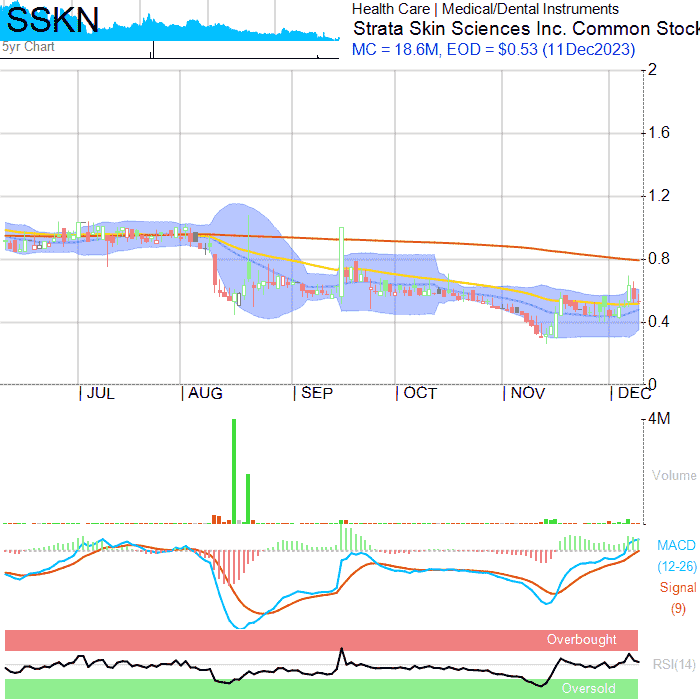 SSKN
5yr Chart
Health Care | Medical/Dental Instruments
Strata Skin Sciences Inc. Common Stock
MC = 18.6M, EOD = $0.53 (11Dec2023)
2
1.6
1.2
0.8
0.4
0
JUL AUG SEP OCT NOV DEC
4M
Volume
MACD
(12-26)
Signal
(9)
Overbought
RSI(14)
Oversold